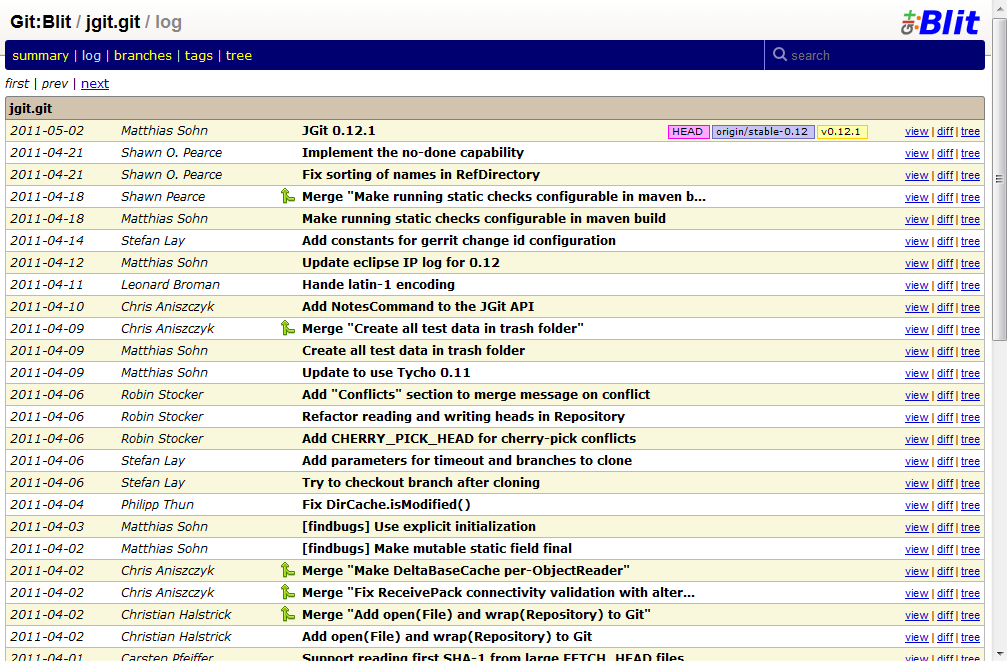 Git:Blit / jgit.git / log
git:Blit
summary | log | branches | tags | tree
search
first | prev | next
jgit.git
2011-05-02 Matthias Sohn JGit 0.12.1 HEAD origin/stable-0.12 v0.12.1 view | diff | tree
2011-04-21 Shawn O. Pearce Implement the no-done capability view | diff | tree
2011-04-21 Shawn O. Pearce Fix sorting of names in RefDirectory view | diff | tree
2011-04-18 Shawn Pearce Merge "Make running static checks configurable in maven b... view | diff | tree
2011-04-18 Matthias Sohn Make running static checks configurable in maven build view | diff | tree
2011-04-14 Stefan Lay Add constants for gerrit change id configuration view | diff | tree
2011-04-12 Matthias Sohn Update eclipse IP log for 0.12 view | diff | tree
2011-04-11 Leonard Broman Hande latin-1 encoding view | diff | tree
2011-04-10 Chris Aniszczyk Add NotesCommand to the JGit API view | diff | tree
2011-04-09 Chris Aniszczyk Merge "Create all test data in trash folder" view | diff | tree
2011-04-09 Matthias Sohn Create all test data in trash folder view | diff | tree
2011-04-09 Matthias Sohn Update to use Tycho 0.11 view | diff | tree
2011-04-06 Robin Stocker Add "Conflicts" section to merge message on conflict view | diff | tree
2011-04-06 Robin Stocker Refactor reading and writing heads in Repository view | diff | tree
2011-04-06 Robin Stocker Add CHERRY_PICK_HEAD for cherry-pick conflicts view | diff | tree
2011-04-06 Stefan Lay Add parameters for timeout and branches to clone view | diff | tree
2011-04-06 Stefan Lay Try to checkout branch after cloning view | diff | tree
2011-04-04 Philipp Thun Fix DirCache.isModified() view | diff | tree
2011-04-03 Matthias Sohn [findbugs] Use explicit initialization view | diff | tree
2011-04-02 Matthias Sohn [findbugs] Make mutable static field final view | diff | tree
2011-04-02 Chris Aniszczyk Merge "Make DeltaBaseCache per-ObjectReader" view | diff | tree
2011-04-02 Chris Aniszczyk Merge "Fix ReceivePack connectivity validation with alter... view | diff | tree
2011-04-02 Christian Halstrick Merge "Add open(File) and wrap(Repository) to Git" view | diff | tree
2011-04-02 Christian Halstrick Add open(File) and wrap(Repository) to Git view | diff | tree
2011-04-01 Carsten Pfeiffer Support reading first SHA-1 from large FETCH_HEAD files view | diff | tree